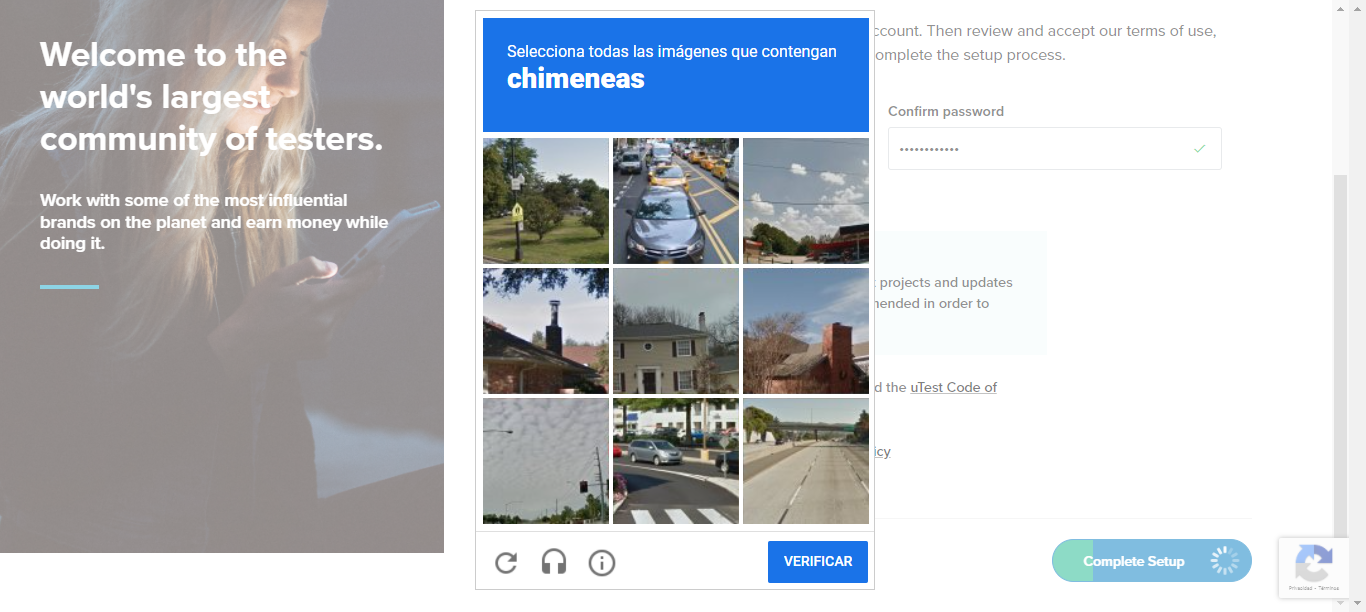 Welcome to the
world's largest
community of testers.
Work with some of the most influential
brands on the planet and earn money while
doing it.
Selecciona todas las imágenes que contengan
chimeneas
VERIFICAR
ccount. Then review and accept our terms of use,
omplete the setup process.
Confirm password
••••••••••••
projects and updates
nended in order to
d the uTest Code of
icy
Complete Setup
Privacidad - Términos